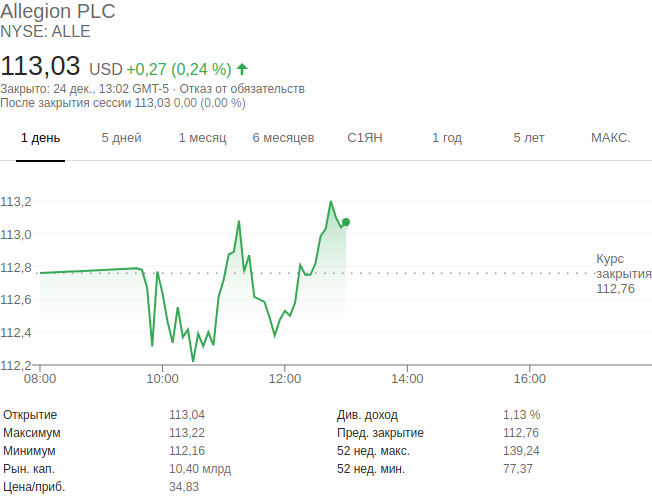 Allegion PLC
NYSE: ALLE
113,03 USD +0,27 (0,24 %)
Закрыто: 24 дек., 13:02 GMT-5 · Отказ от обязательств
После закрытия сессии 113,03 0,00 (0,00 %)
1 день 5 дней 1 месяц 6 месяцев С1ЯН 1 год 5 лет МАКС.
113,2
113,0
112,8
112,6
112,4
112,2
Курс
закрытия
112,76
08:00 10:00 12:00 14:00 16:00
Открытие 113,04 Див. доход 1,13 %
Максимум 113,22 Пред. закрытие 112,76
Минимум 112,16 52 нед. макс. 139,24
Рын. кап. 10,40 млрд 52 нед. мин. 77,37
Цена/приб. 34,83